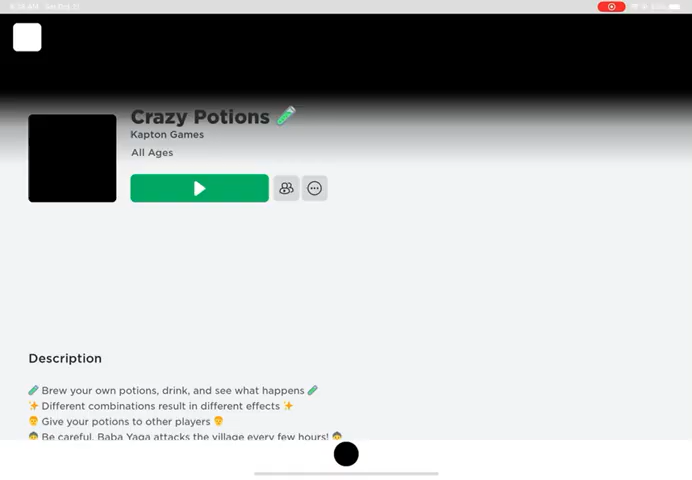 Crazy Potions 🧪
Kapton Games
All Ages
Description
🧪 Brew your own potions, drink, and see what happens 🧪
✨ Different combinations result in different effects ✨
Give your potions to other players
Be careful, Baba Yaga attacks the village every few hours!